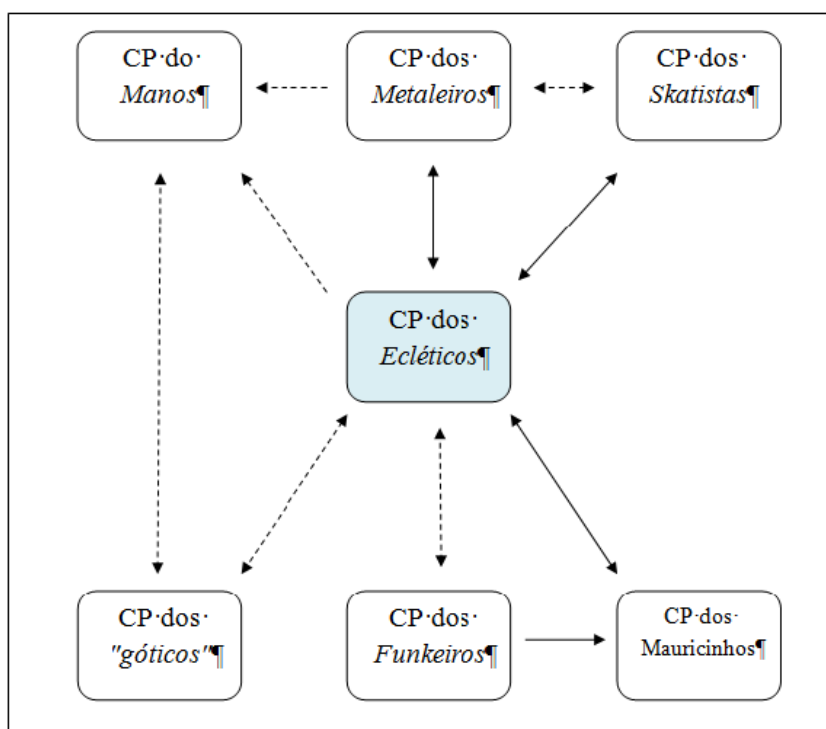 CP·do·
Manos¶
CP·dos·
Metaleiros¶
CP·dos·
Skatistas¶
CP·dos·
Ecléticos¶
CP·dos·
"góticos"¶
CP·dos·
Funkeiros¶
CP·dos·
Mauricinhos¶